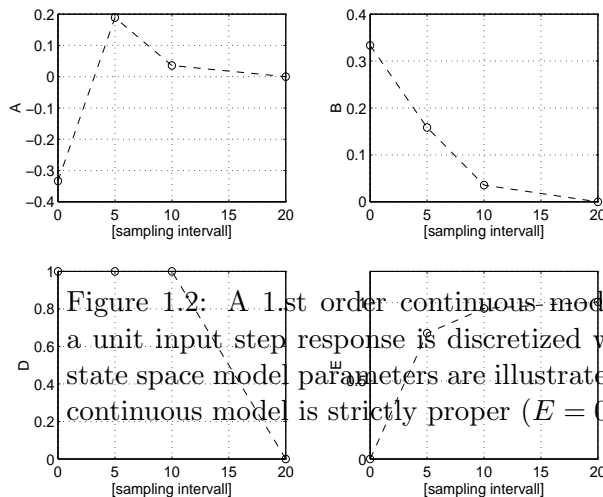 0.2
0.1
0
−0.1
−0.2
−0.3
−0.4
A
0 5 10 15 20
[sampling intervall]
0.4
0.3
0.2
0.1
0
B
0 5 10 15 20
[sampling intervall]
1
0.8
0.6
0.4
0.2
0
D
0 5 10 15 20
[sampling intervall]
E
0
0 5 10 15 20
[sampling intervall]
Figure 1.2: A 1.st order continuous mod
a unit input step response is discretized w
state space model parameters are illustrate
continuous model is strictly proper (E = 0